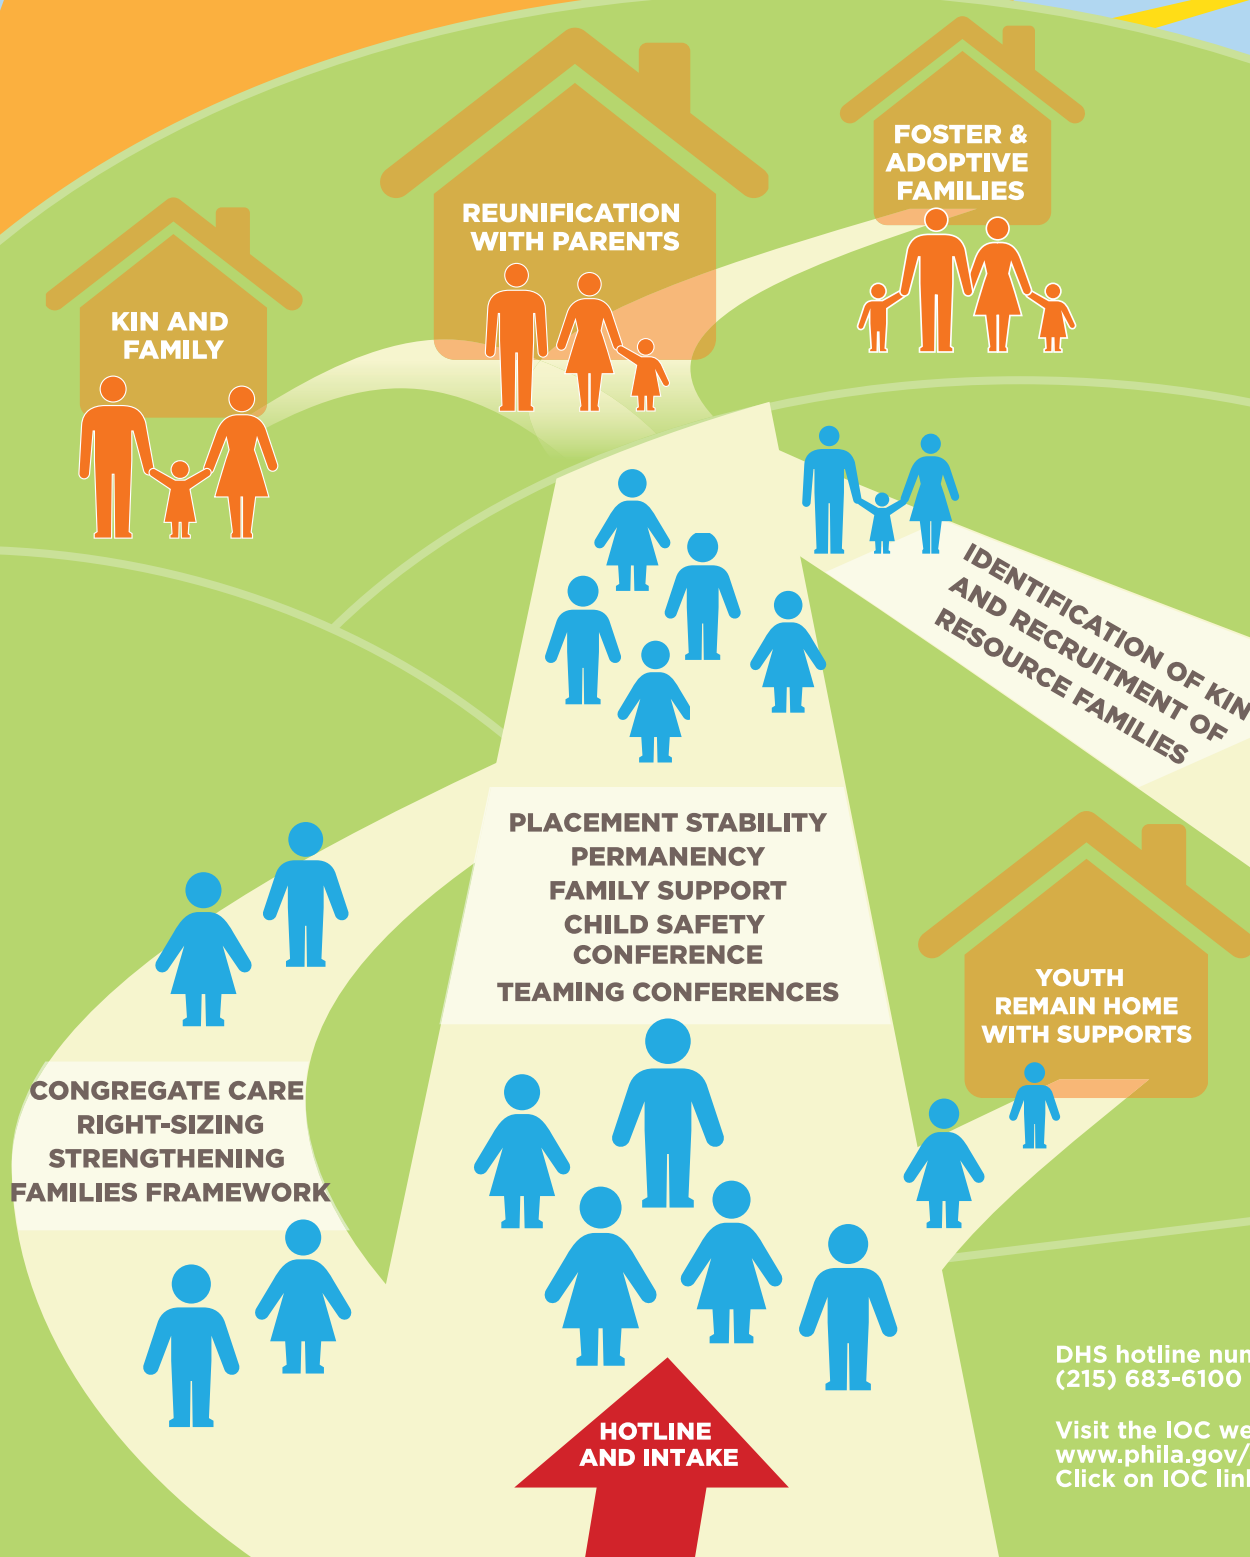 FOSTER &
ADOPTIVE
FAMILIES
REUNIFICATION
WITH PARENTS
KIN AND
FAMILY
IDENTIFICATION OF KIN
AND RECRUITMENT OF
RESOURCE FAMILIES
PLACEMENT STABILITY
PERMANENCY
FAMILY SUPPORT
CHILD SAFETY
CONFERENCE
TEAMING CONFERENCES
YOUTH
REMAIN HOME
WITH SUPPORTS
CONGREGATE CARE
RIGHT-SIZING
STRENGTHENING
FAMILIES FRAMEWORK
HOTLINE
AND INTAKE
DHS hotline
(215) 683-6100
Visit the IOC
www.phila.gov/
Click on IOC